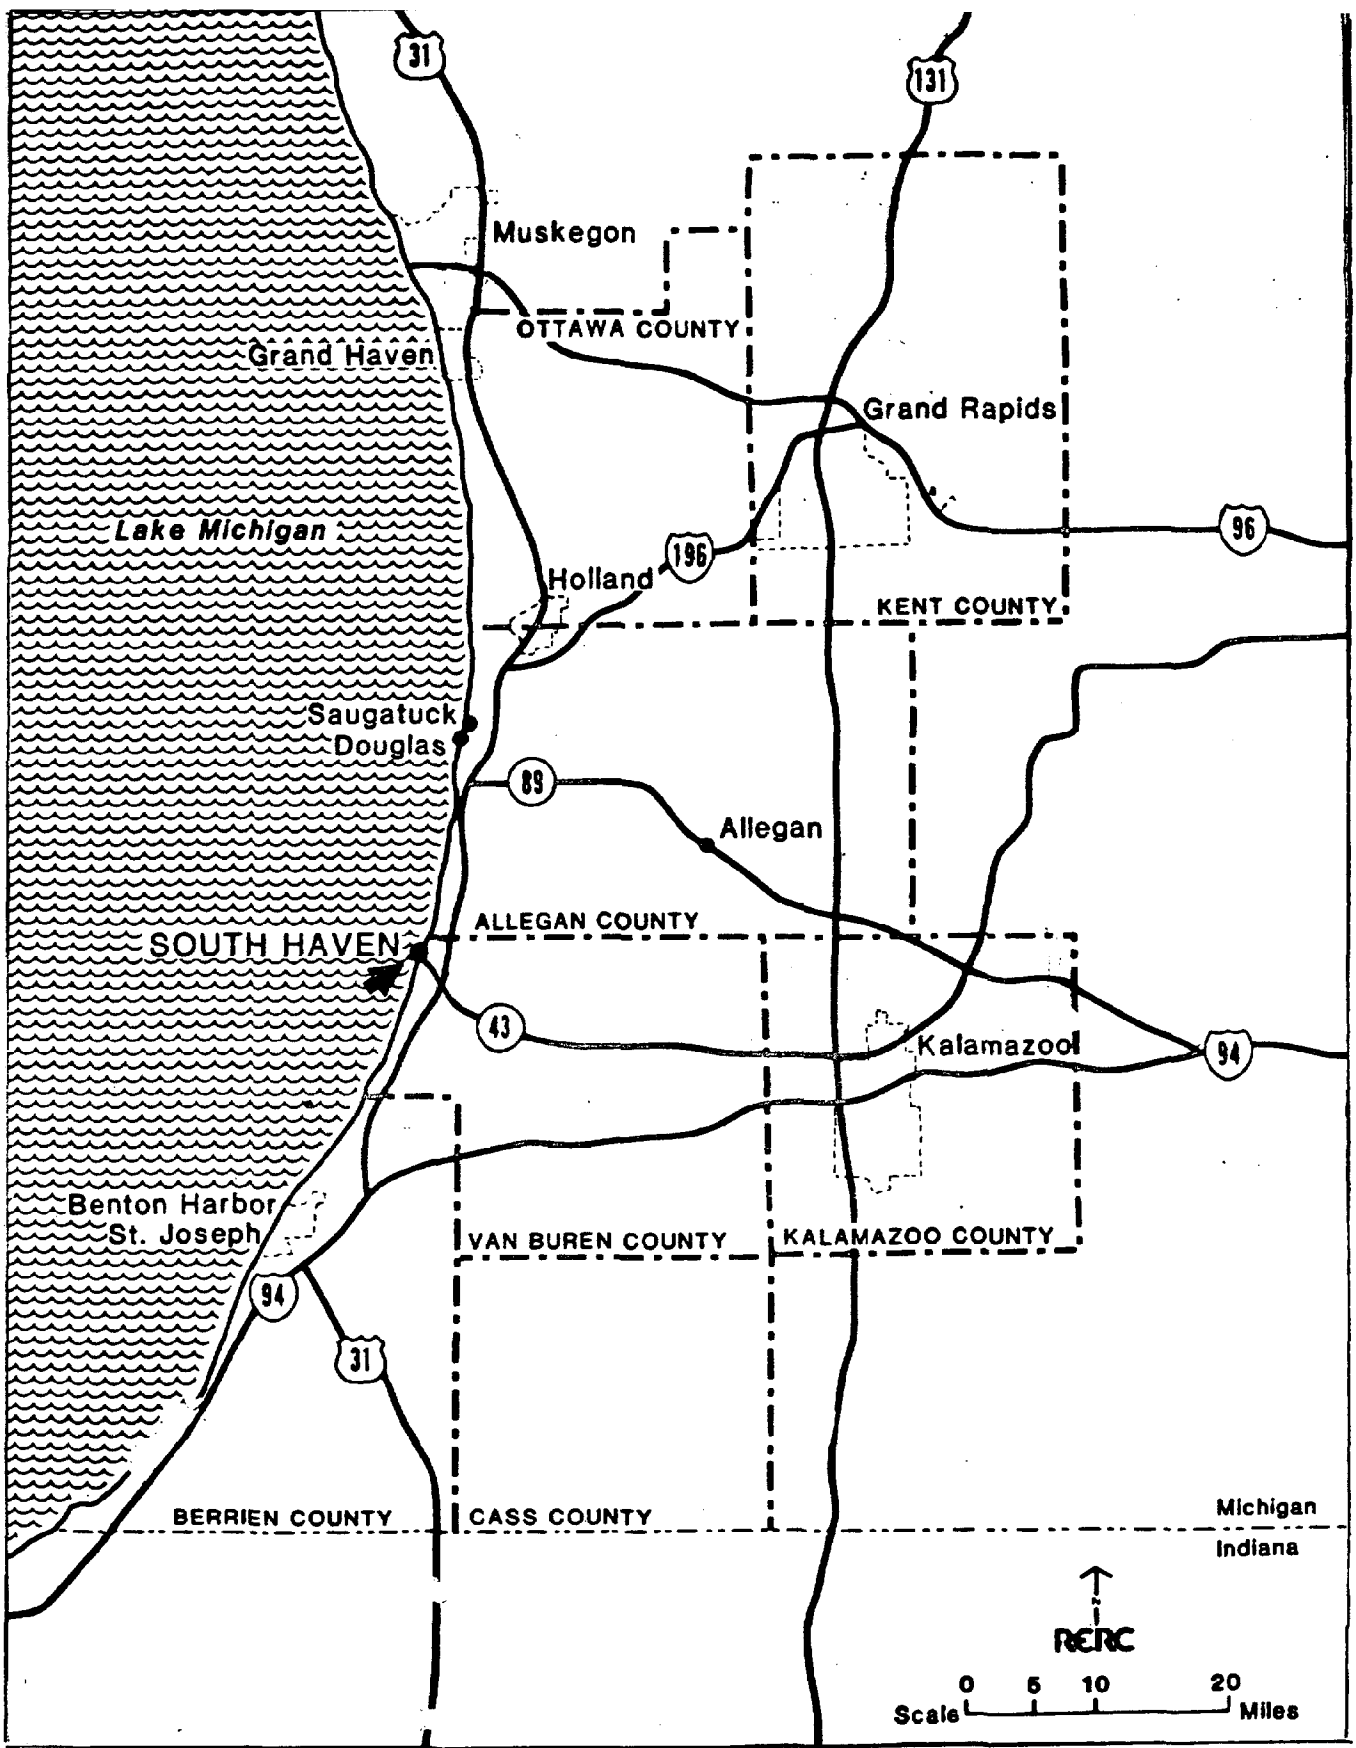 31
131
Muskegon
OTTAWA COUNTY
Grand Haven
Grand Rapids
Lake Michigan
96
196
Holland
KENT COUNTY
Saugatuck
Douglas
89
Allegan
ALLEGAN COUNTY
SOUTH HAVEN
43
Kalamazoo
94
Benton Harbor
St. Joseph
VAN BUREN COUNTY
KALAMAZOO COUNTY
94
31
BERRIEN COUNTY
CASS COUNTY
Michigan
Indiana
N
RERC
0 5 10 20
Scale Miles